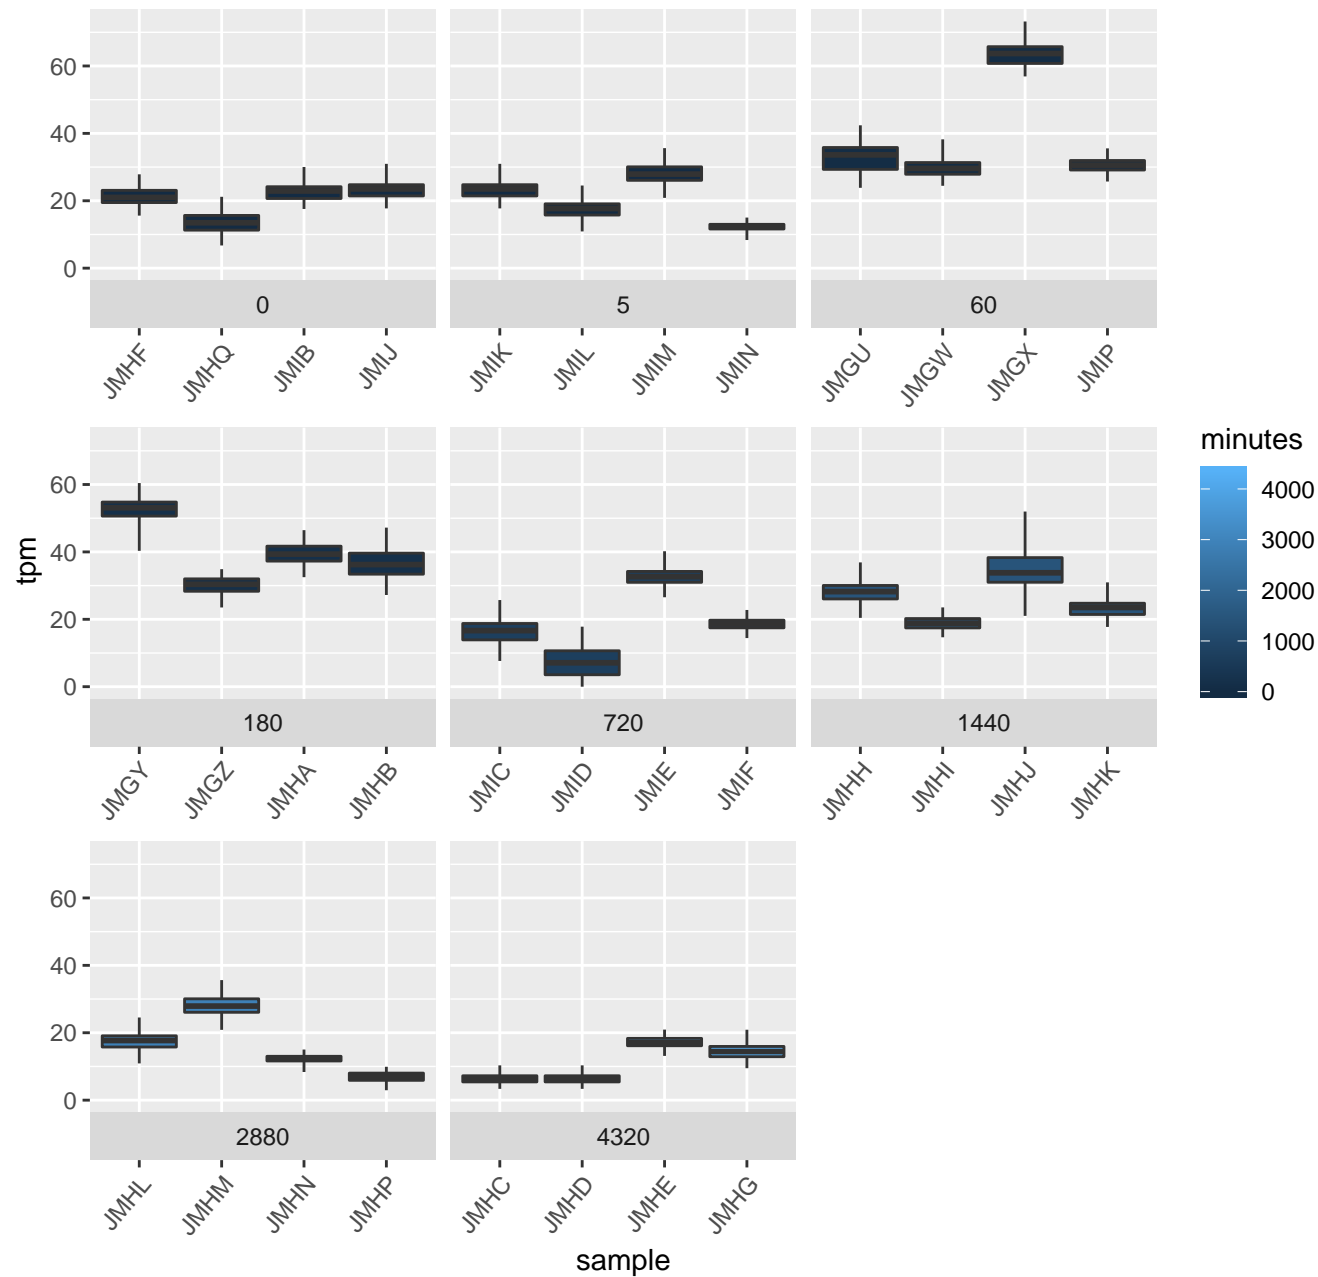 60
40
20
0
0
5
60
JMHF
JMHQ
JMIB
JMIJ
JMIK
JMIL
JMIM
JMIN
JMGU
JMGW
JMGX
JMIP
tpm
60
40
20
0
180
720
1440
JMGY
JMGZ
JMHA
JMHB
JMIC
JMID
JMIE
JMIF
JMHH
JMHI
JMHJ
JMHK
minutes
4000
3000
2000
1000
0
60
40
20
0
2880
4320
JMHL
JMHM
JMHN
JMHP
JMHC
JMHD
JMHE
JMHG
sample